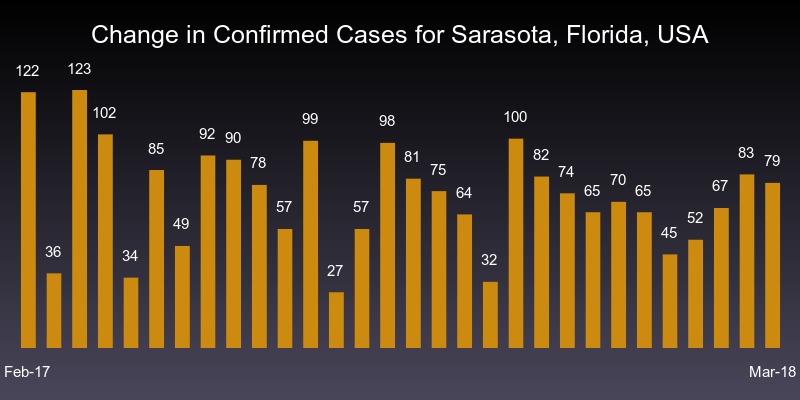 Change in Confirmed Cases for Sarasota, Florida, USA
122 36 123 102 34 85 49 92 90 78 57 99 27 57 98 81 75 64 32 100 82 74 65 70 65 45 52 67 83 79
Feb-17 Mar-18